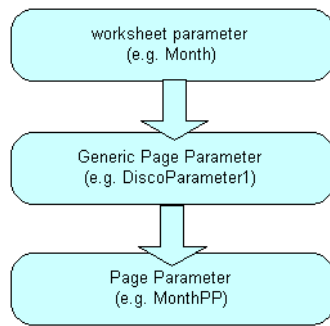 worksheet parameter
(e.g. Month)
Generic Page Parameter
(e.g. DiscoParameter1)
Page Parameter
(e.g. MonthPP)